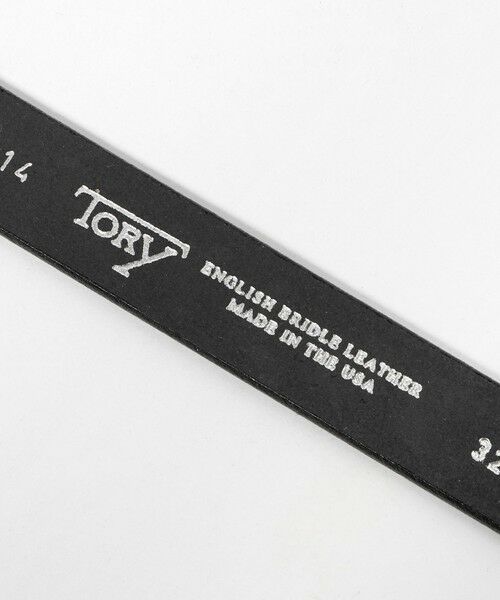 14
TORY
ENGLISH BRIDLE LEATHER
MADE IN THE USA
32